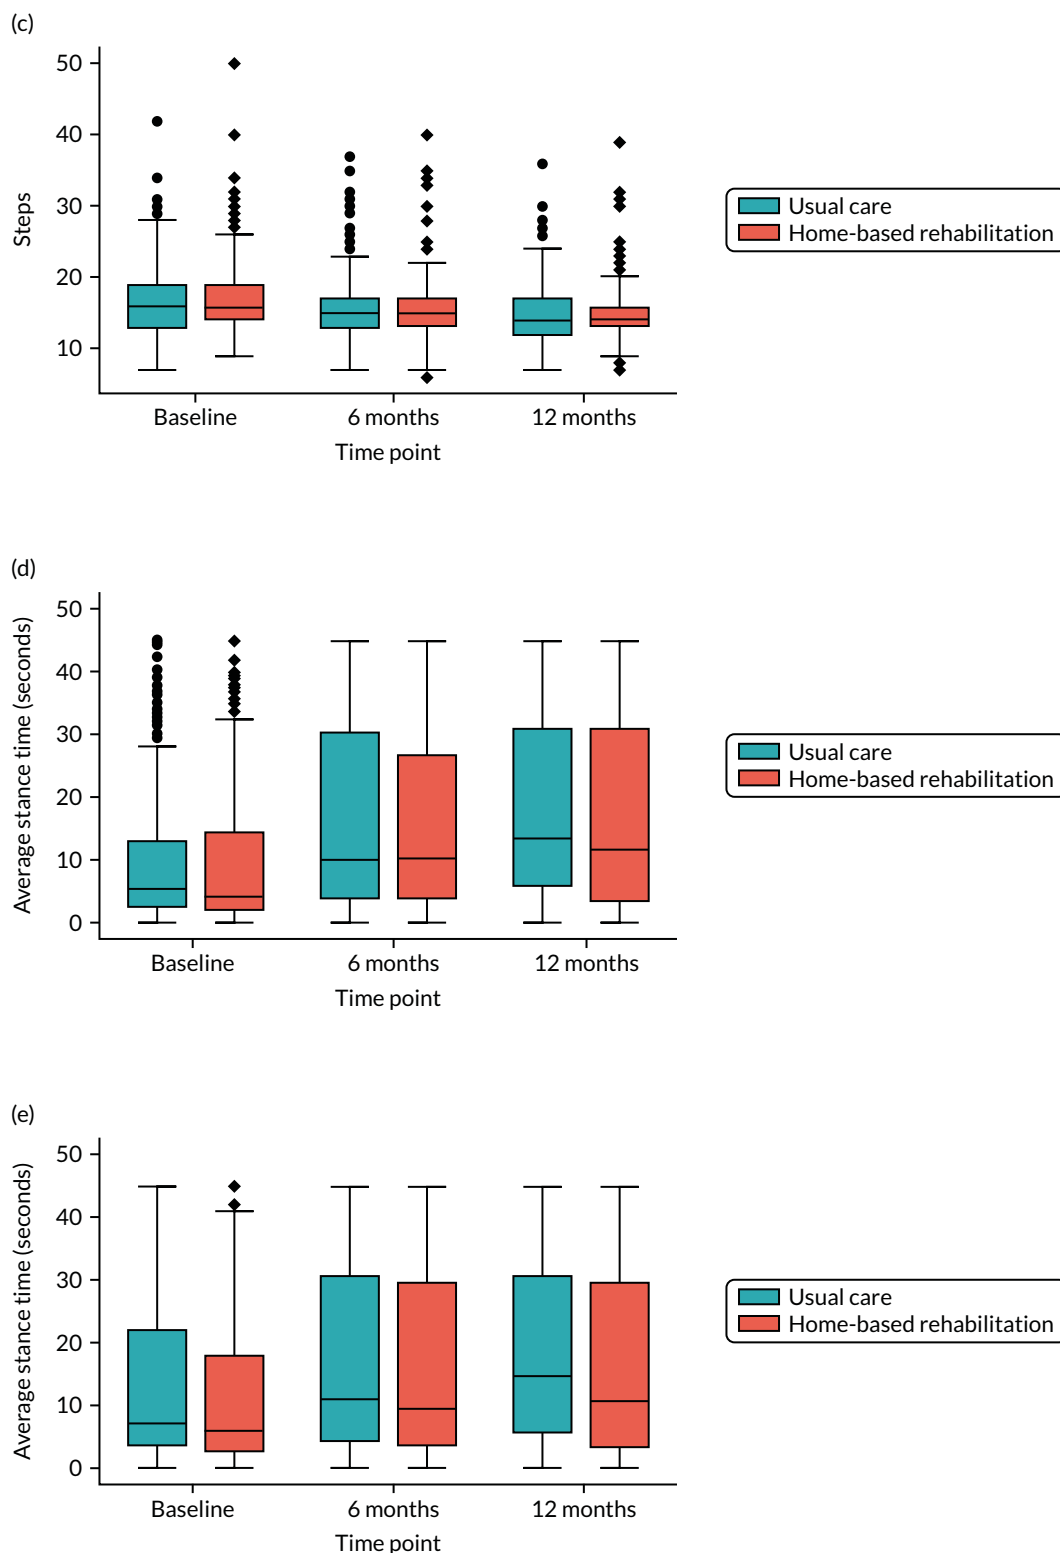 (c)
50
40
30
20
10
Steps
Baseline
6 months
12 months
Time point
Usual care
Home-based rehabilitation
(d)
50
40
30
20
10
0
Average stance time (seconds)
Baseline
6 months
12 months
Time point
Usual care
Home-based rehabilitation
(e)
50
40
30
20
10
0
Average stance time (seconds)
Baseline
6 months
12 months
Time point
Usual care
Home-based rehabilitation